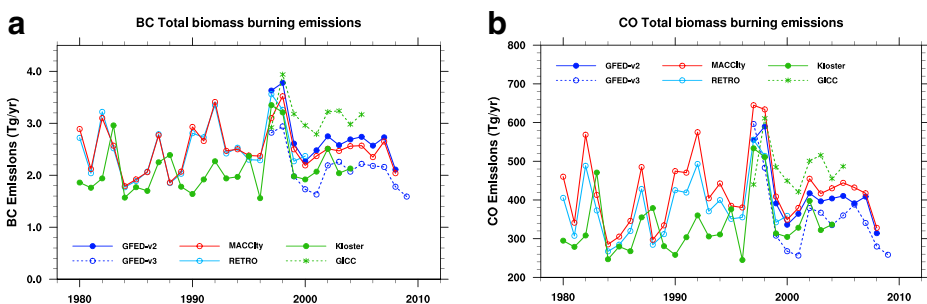 a
BC Total biomass burning emissions
BC Emissions (Tg/yr)
4.0
3.0
2.0
1.0
0.0
GFED-v2
MACCity
Kloster
GFED-v3
RETRO
GICC
1980
1990
2000
2010
b
CO Total biomass burning emissions
CO Emissions (Tg/yr)
800
700
600
500
400
300
200
GFED-v2
MACCity
Kloster
GFED-v3
RETRO
GICC
1980
1990
2000
2010